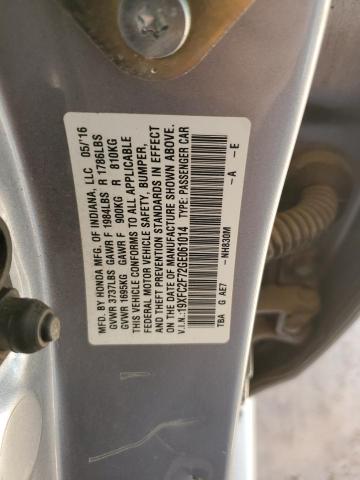 MFD. BY HONDA MFG. OF INDIANA, LLC 05/'16
GVWR 3737LBS GAWR F 1984LBS R 1786LBS
GVWR 1695KG GAWR F 900KG R 810KG
THIS VEHICLE CONFORMS TO ALL APPLICABLE
FEDERAL MOTOR VEHICLE SAFETY, BUMPER,
AND THEFT PREVENTION STANDARDS IN EFFECT
ON THE DATE OF MANUFACTURE SHOWN ABOVE.
V.I.N.:19XFC2F72GE061014 TYPE: PASSENGER CAR
TBA G AE7 -NH830M -A -E